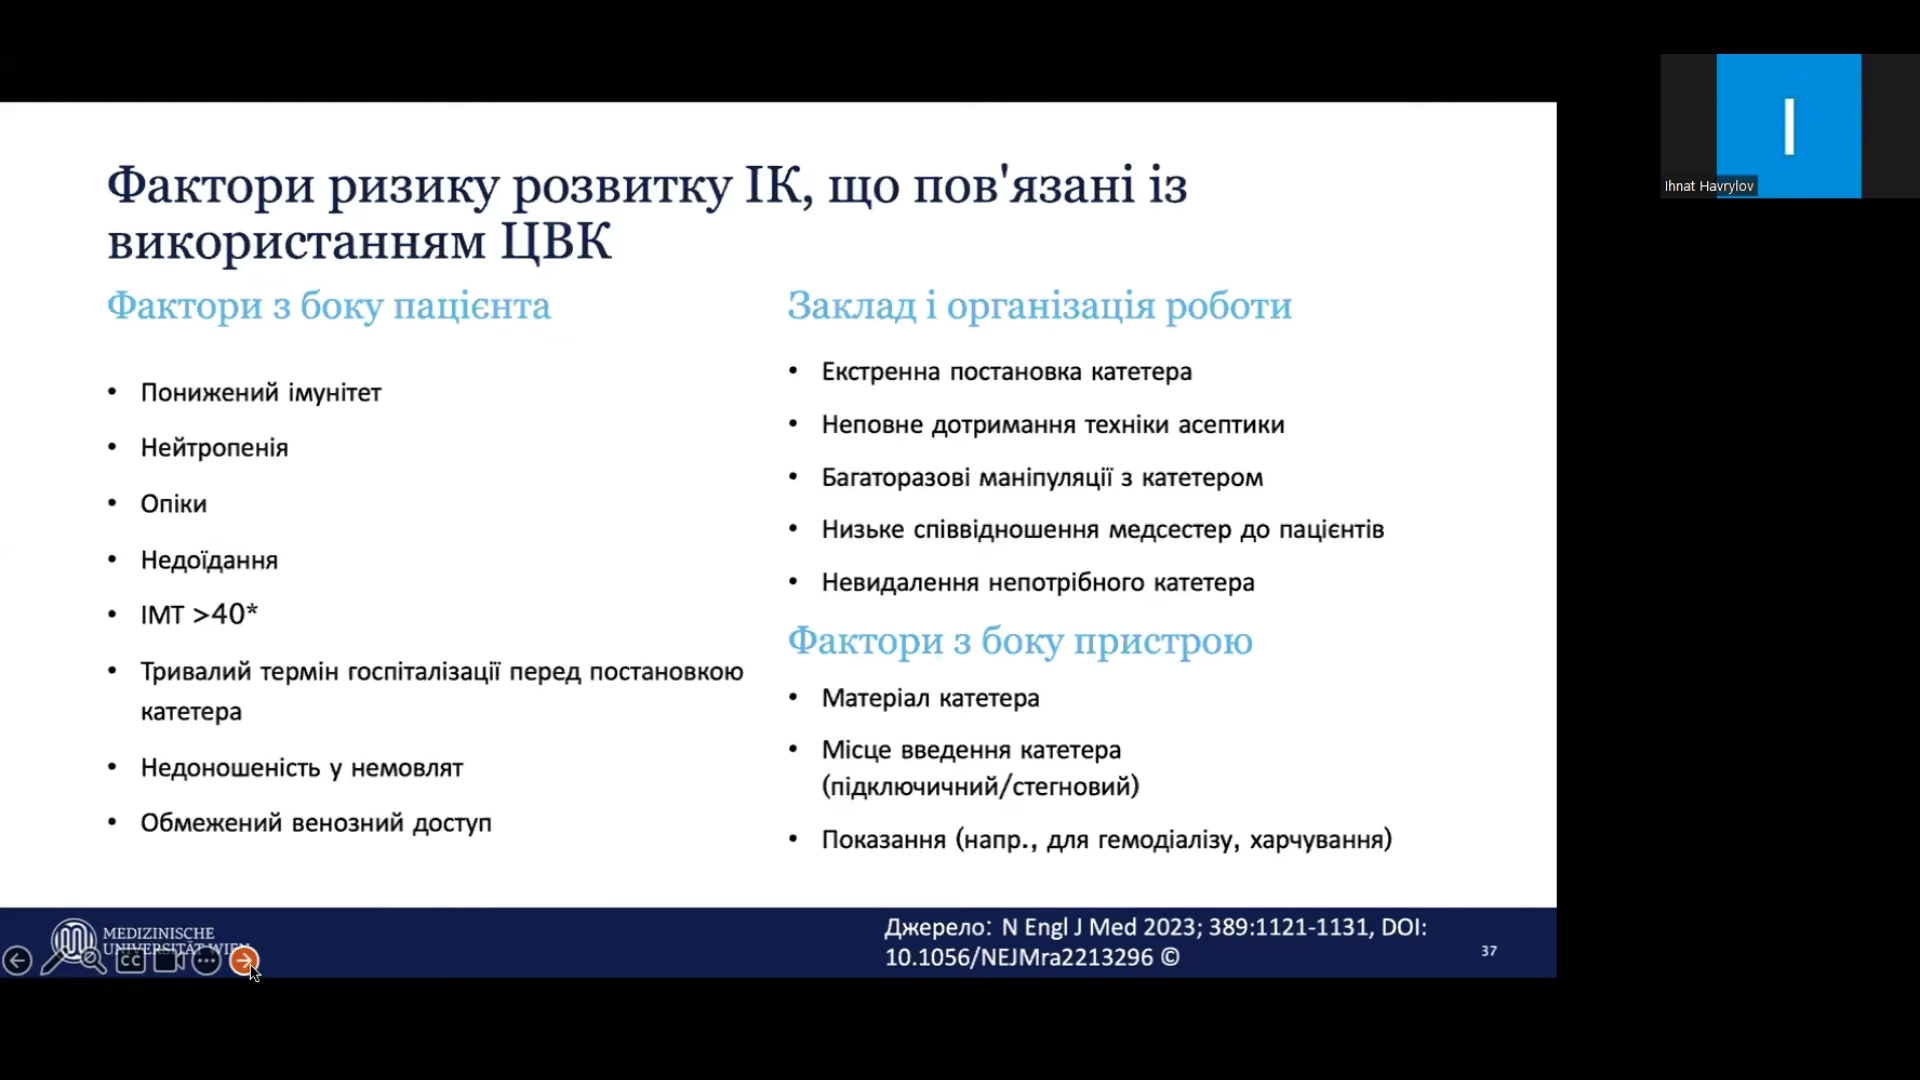 Фактори ризику розвитку ІК, що пов'язані із
використанням ЦВК
Фактори з боку пацієнта
• Понижений імунітет
• Нейтропенія
• Опіки
• Недоїдання
• ІМТ >40*
• Тривалий термін госпіталізації перед постановкою
катетера
• Недоношеність у немовлят
• Обмежений венозний доступ
Заклад і організація роботи
• Екстренна постановка катетера
• Неповне дотримання техніки асептики
• Багаторазові маніпуляції з катетером
• Низьке співвідношення медсестер до пацієнтів
• Невидалення непотрібного катетера
Фактори з боку пристрою
• Матеріал катетера
• Місце введення катетера
(підключичний/стегновий)
• Показання (напр., для гемодіалізу, харчування)
MEDIZINISCHE
UNIVERSITÄT WIEN
CC
Джерело: N Engl J Med 2023; 389:1121-1131, DOI:
10.1056/NEJMra2213296 ©
37
I
Ihnat Havrylov